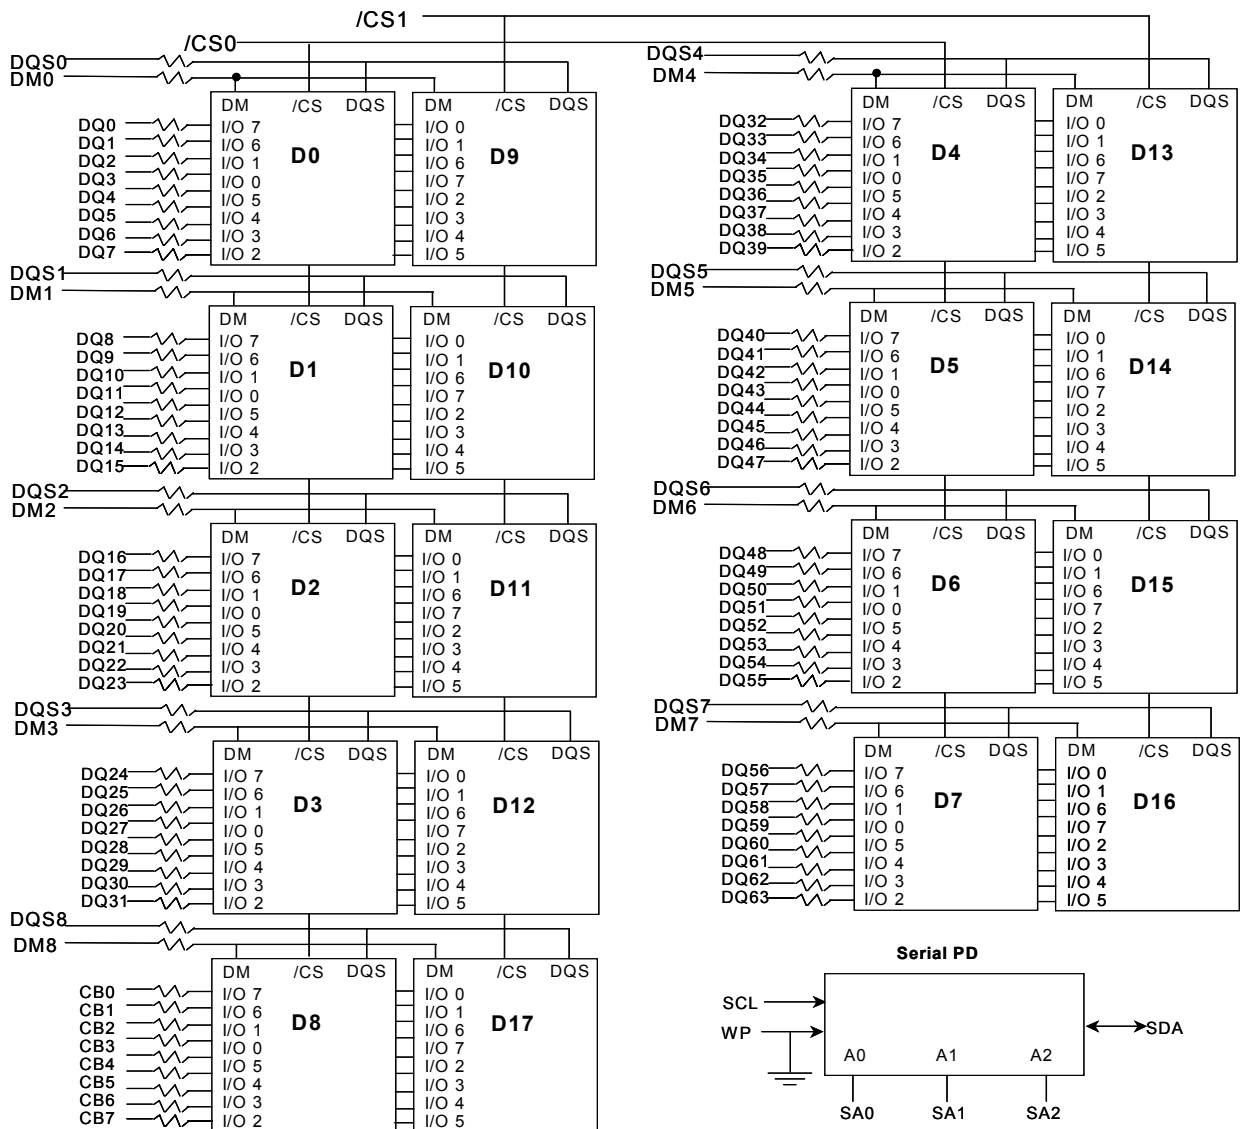 /CS1
/CS0
DQS0
DM0
DM /CS DQS DM /CS DQS
DQ0 I/O 7 I/O 0
DQ1 I/O 6 I/O 1
DQ2 I/O 1 D0 I/O 6 D9
DQ3 I/O 0 I/O 7
DQ4 I/O 5 I/O 2
DQ5 I/O 4 I/O 3
DQ6 I/O 3 I/O 4
DQ7 I/O 2 I/O 5
DQS1
DM1
DM /CS DQS DM /CS DQS
DQ8 I/O 7 I/O 0
DQ9 I/O 6 I/O 1
DQ10 I/O 1 D1 I/O 6 D10
DQ11 I/O 0 I/O 7
DQ12 I/O 5 I/O 2
DQ13 I/O 4 I/O 3
DQ14 I/O 3 I/O 4
DQ15 I/O 2 I/O 5
DQS2
DM2
DM /CS DQS DM /CS DQS
DQ16 I/O 7 I/O 0
DQ17 I/O 6 I/O 1
DQ18 I/O 1 D2 I/O 6 D11
DQ19 I/O 0 I/O 7
DQ20 I/O 5 I/O 2
DQ21 I/O 4 I/O 3
DQ22 I/O 3 I/O 4
DQ23 I/O 2 I/O 5
DQS3
DM3
DM /CS DQS DM /CS DQS
DQ24 I/O 7 I/O 0
DQ25 I/O 6 I/O 1
DQ26 I/O 1 D3 I/O 6 D12
DQ27 I/O 0 I/O 7
DQ28 I/O 5 I/O 2
DQ29 I/O 4 I/O 3
DQ30 I/O 3 I/O 4
DQ31 I/O 2 I/O 5
DQS8
DM8
DM /CS DQS DM /CS DQS
CB0 I/O 7 I/O 0
CB1 I/O 6 I/O 1
CB2 I/O 1 D8 I/O 6 D17
CB3 I/O 0 I/O 7
CB4 I/O 5 I/O 2
CB5 I/O 4 I/O 3
CB6 I/O 3 I/O 4
CB7 I/O 2 I/O 5
DQS4
DM4
DM /CS DQS DM /CS DQS
DQ32 I/O 7 I/O 0
DQ33 I/O 6 I/O 1
DQ34 I/O 1 D4 I/O 6 D13
DQ35 I/O 0 I/O 7
DQ36 I/O 5 I/O 2
DQ37 I/O 4 I/O 3
DQ38 I/O 3 I/O 4
DQ39 I/O 2 I/O 5
DQS5
DM5
DM /CS DQS DM /CS DQS
DQ40 I/O 7 I/O 0
DQ41 I/O 6 I/O 1
DQ42 I/O 1 D5 I/O 6 D14
DQ43 I/O 0 I/O 7
DQ44 I/O 5 I/O 2
DQ45 I/O 4 I/O 3
DQ46 I/O 3 I/O 4
DQ47 I/O 2 I/O 5
DQS6
DM6
DM /CS DQS DM /CS DQS
DQ48 I/O 7 I/O 0
DQ49 I/O 6 I/O 1
DQ50 I/O 1 D6 I/O 6 D15
DQ51 I/O 0 I/O 7
DQ52 I/O 5 I/O 2
DQ53 I/O 4 I/O 3
DQ54 I/O 3 I/O 4
DQ55 I/O 2 I/O 5
DQS7
DM7
DM /CS DQS DM /CS DQS
DQ56 I/O 7 I/O 0
DQ57 I/O 6 I/O 1
DQ58 I/O 1 D7 I/O 6 D16
DQ59 I/O 0 I/O 7
DQ60 I/O 5 I/O 2
DQ61 I/O 4 I/O 3
DQ62 I/O 3 I/O 4
DQ63 I/O 2 I/O 5
Serial PD
SCL
WP SDA
A0 A1 A2
SA0 SA1 SA2